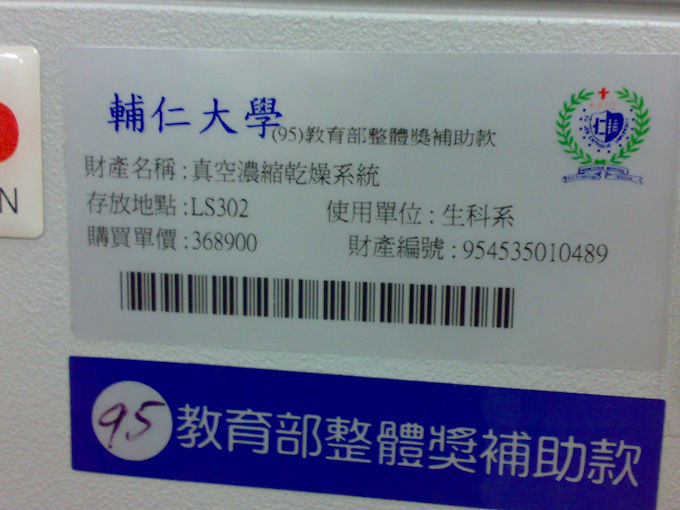 輔仁大學(95)教育部整體獎補助款
財產名稱:真空濃縮乾燥系統
存放地點:LS302 使用單位:生科系
購買單價:368900 財產編號:954535010489
N
95 教育部整體獎補助款